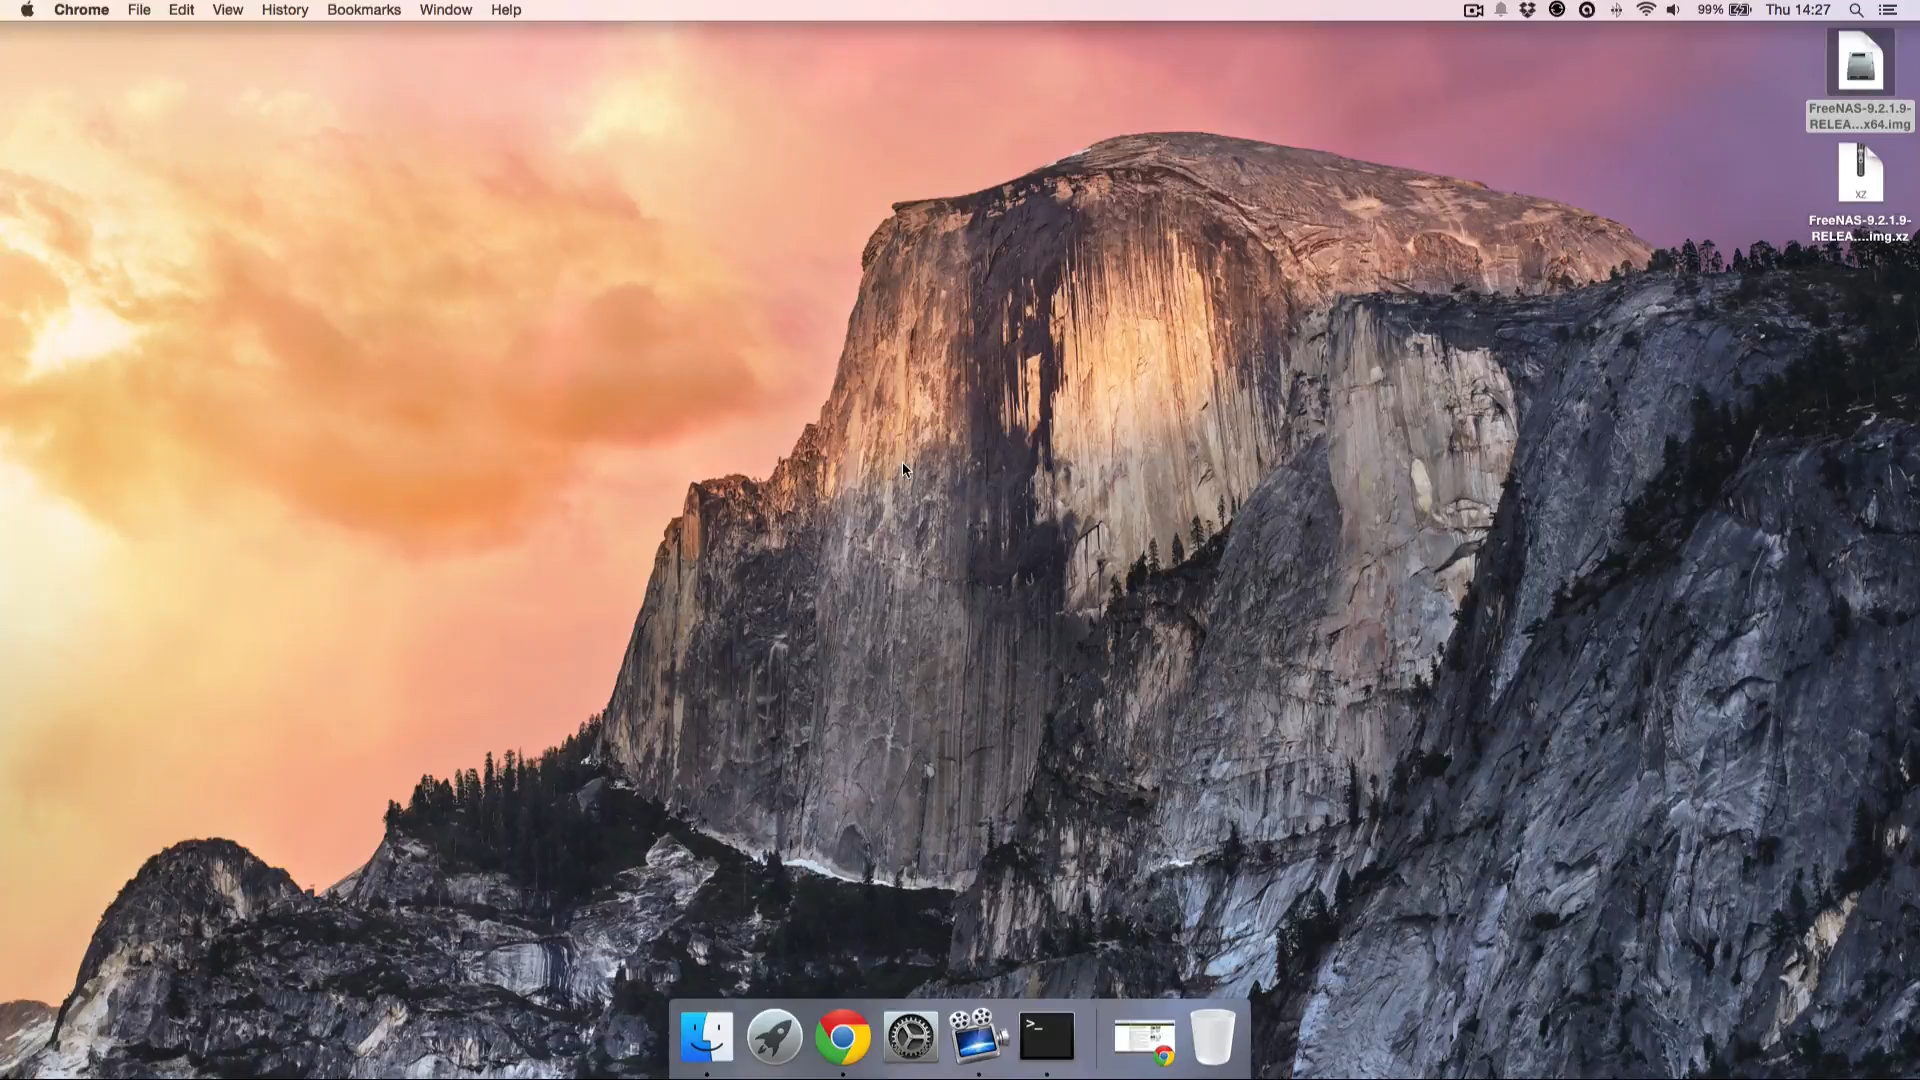 Chrome File Edit View History Bookmarks Window Help 99% Thu 14:27
FreeNAS-9.2.1.9-
RELEA...x64.img
XZ
FreeNAS-9.2.1.9-
RELEA....img.xz
>_